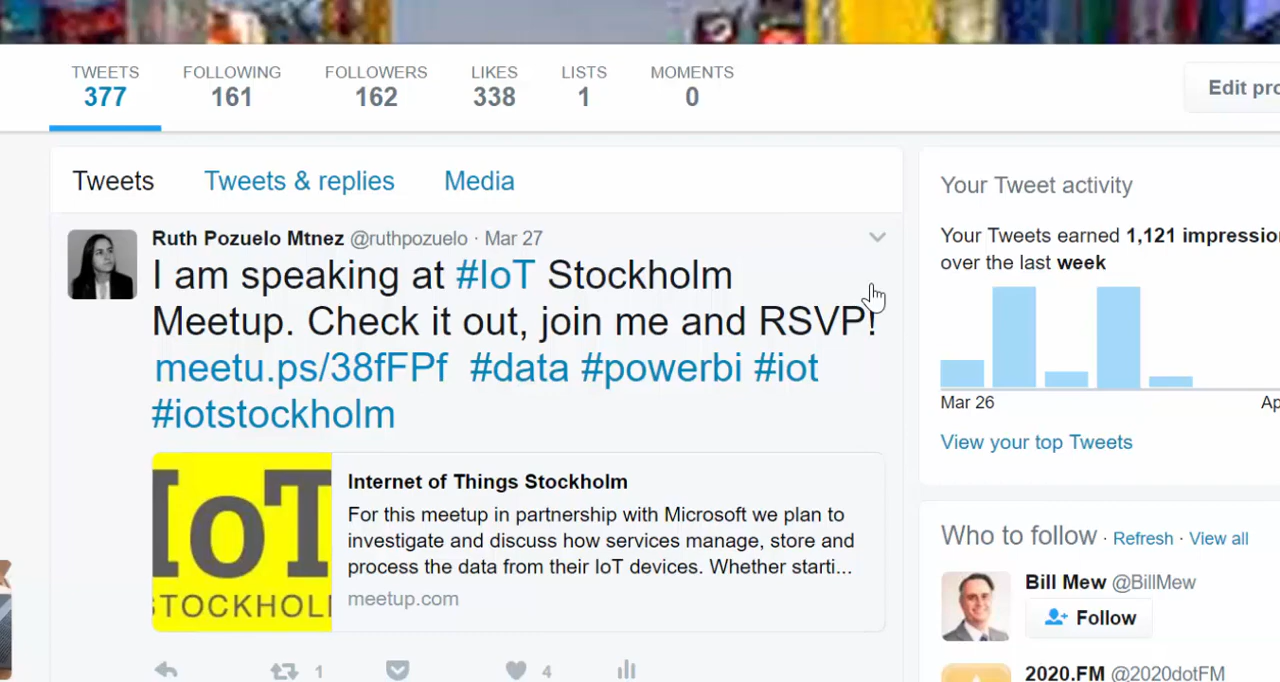 TWEETS FOLLOWING FOLLOWERS LIKES LISTS MOMENTS
377 161 162 338 1 0
Edit pro
Tweets Tweets & replies Media
Ruth Pozuelo Mtnez @ruthpozuelo · Mar 27
I am speaking at #IoT Stockholm
Meetup. Check it out, join me and RSVP!
meetu.ps/38fFPf #data #powerbi #iot
#iotstockholm
IoT
STOCKHOL
Internet of Things Stockholm
For this meetup in partnership with Microsoft we plan to
investigate and discuss how services manage, store and
process the data from their IoT devices. Whether starti...
meetup.com
1 4
Your Tweet activity
Your Tweets earned 1,121 impressio
over the last week
Mar 26 Ap
View your top Tweets
Who to follow · Refresh · View all
Bill Mew @BillMew
Follow
2020.FM @2020dotFM